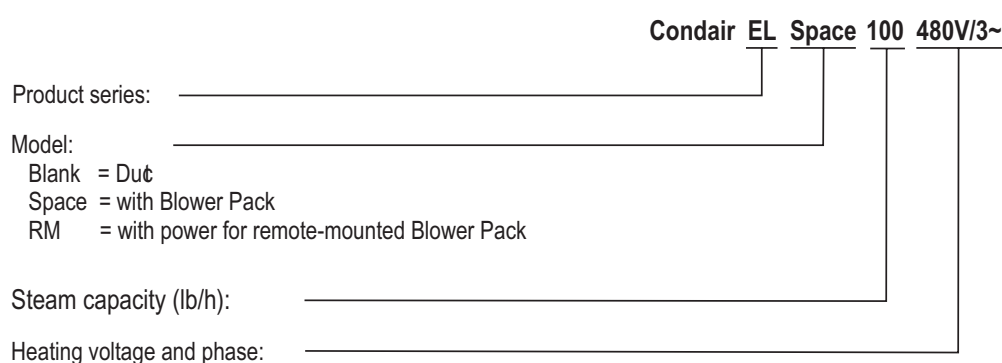 Condair EL Space 100 480V/3~
Product series:
Model:
Blank = Duct
Space = with Blower Pack
RM = with power for remote-mounted Blower Pack
Steam capacity (lb/h):
Heating voltage and phase: